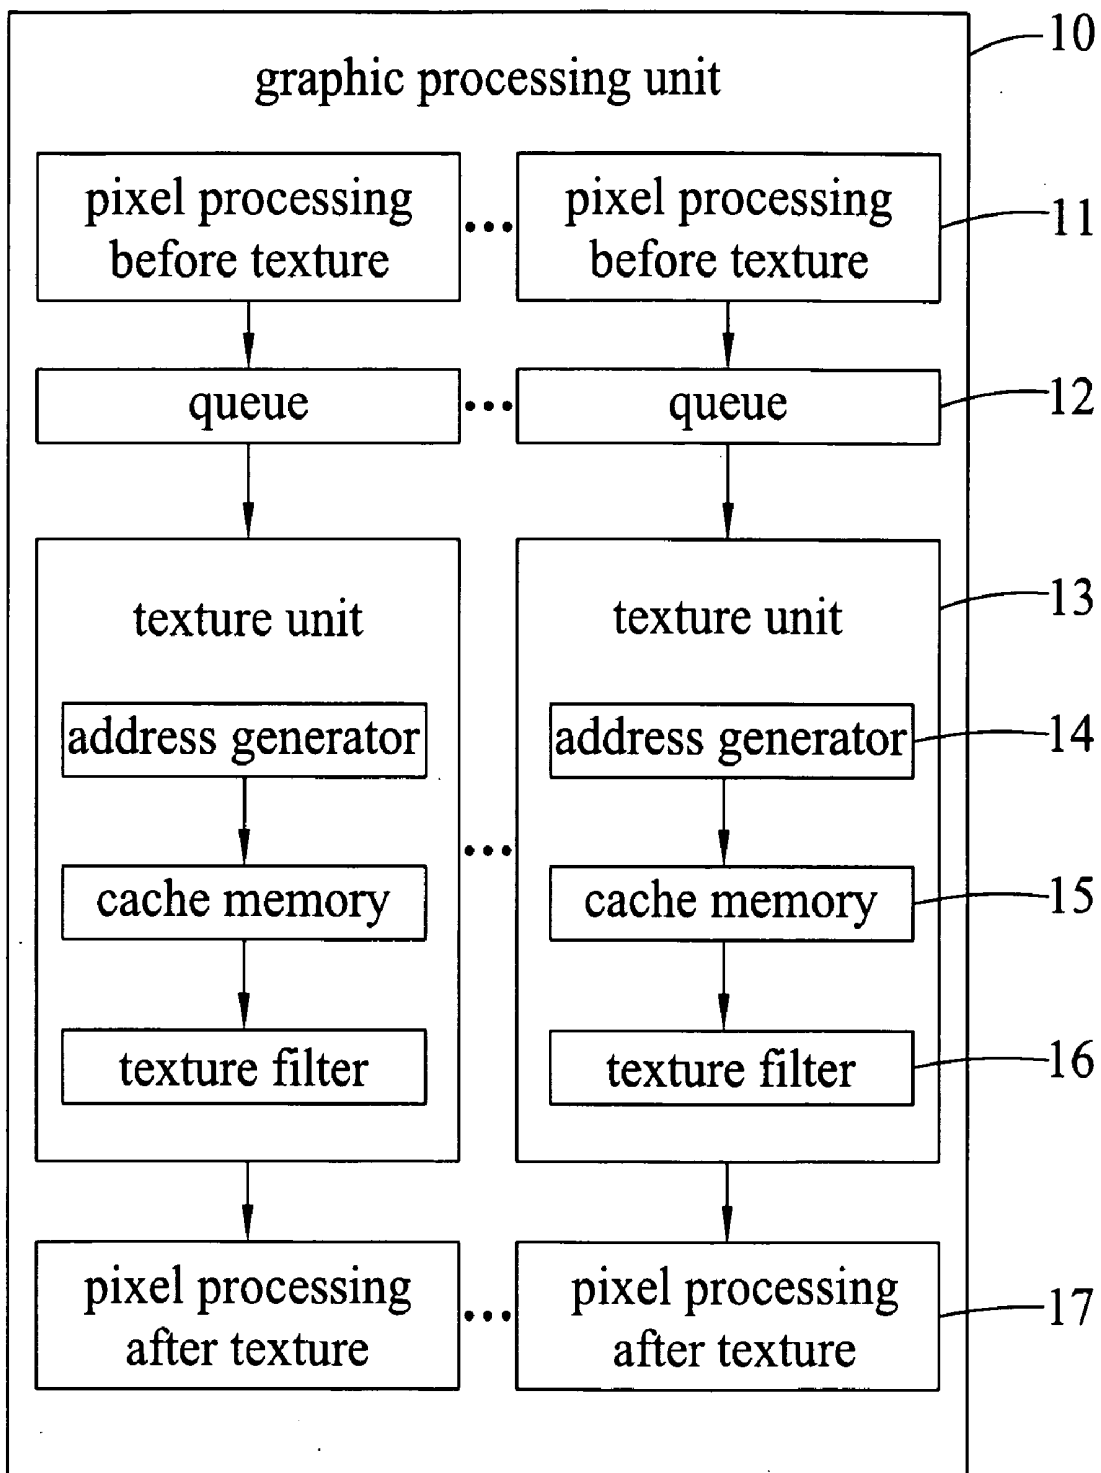 10
graphic processing unit
pixel processing
before texture
pixel processing
before texture
11
queue
queue
12
texture unit
texture unit
13
address generator
address generator
14
cache memory
cache memory
15
texture filter
texture filter
16
pixel processing
after texture
pixel processing
after texture
17